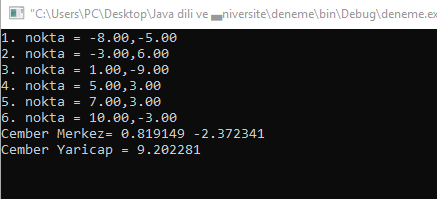 "C:\Users\PC\Desktop\Java dili ve niversite\deneme\bin\Debug\deneme.ex
1. nokta = -8.00,-5.00
2. nokta = -3.00,6.00
3. nokta = 1.00,-9.00
4. nokta = 5.00,3.00
5. nokta = 7.00,3.00
6. nokta = 10.00,-3.00
Cember Merkez= 0.819149 -2.372341
Cember Yaricap = 9.202281